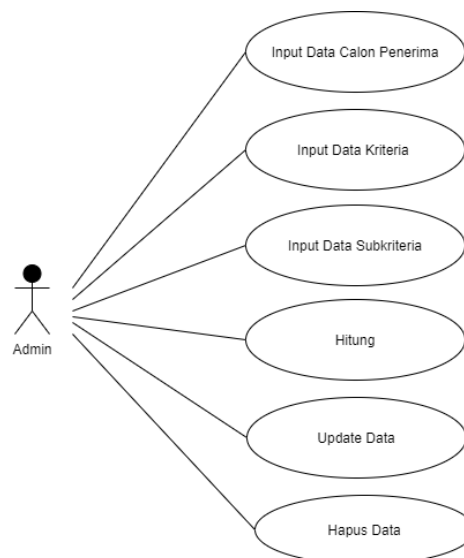 Input Data Calon Penerima
Input Data Kriteria
Input Data Subkriteria
Admin
Hitung
Update Data
Hapus Data